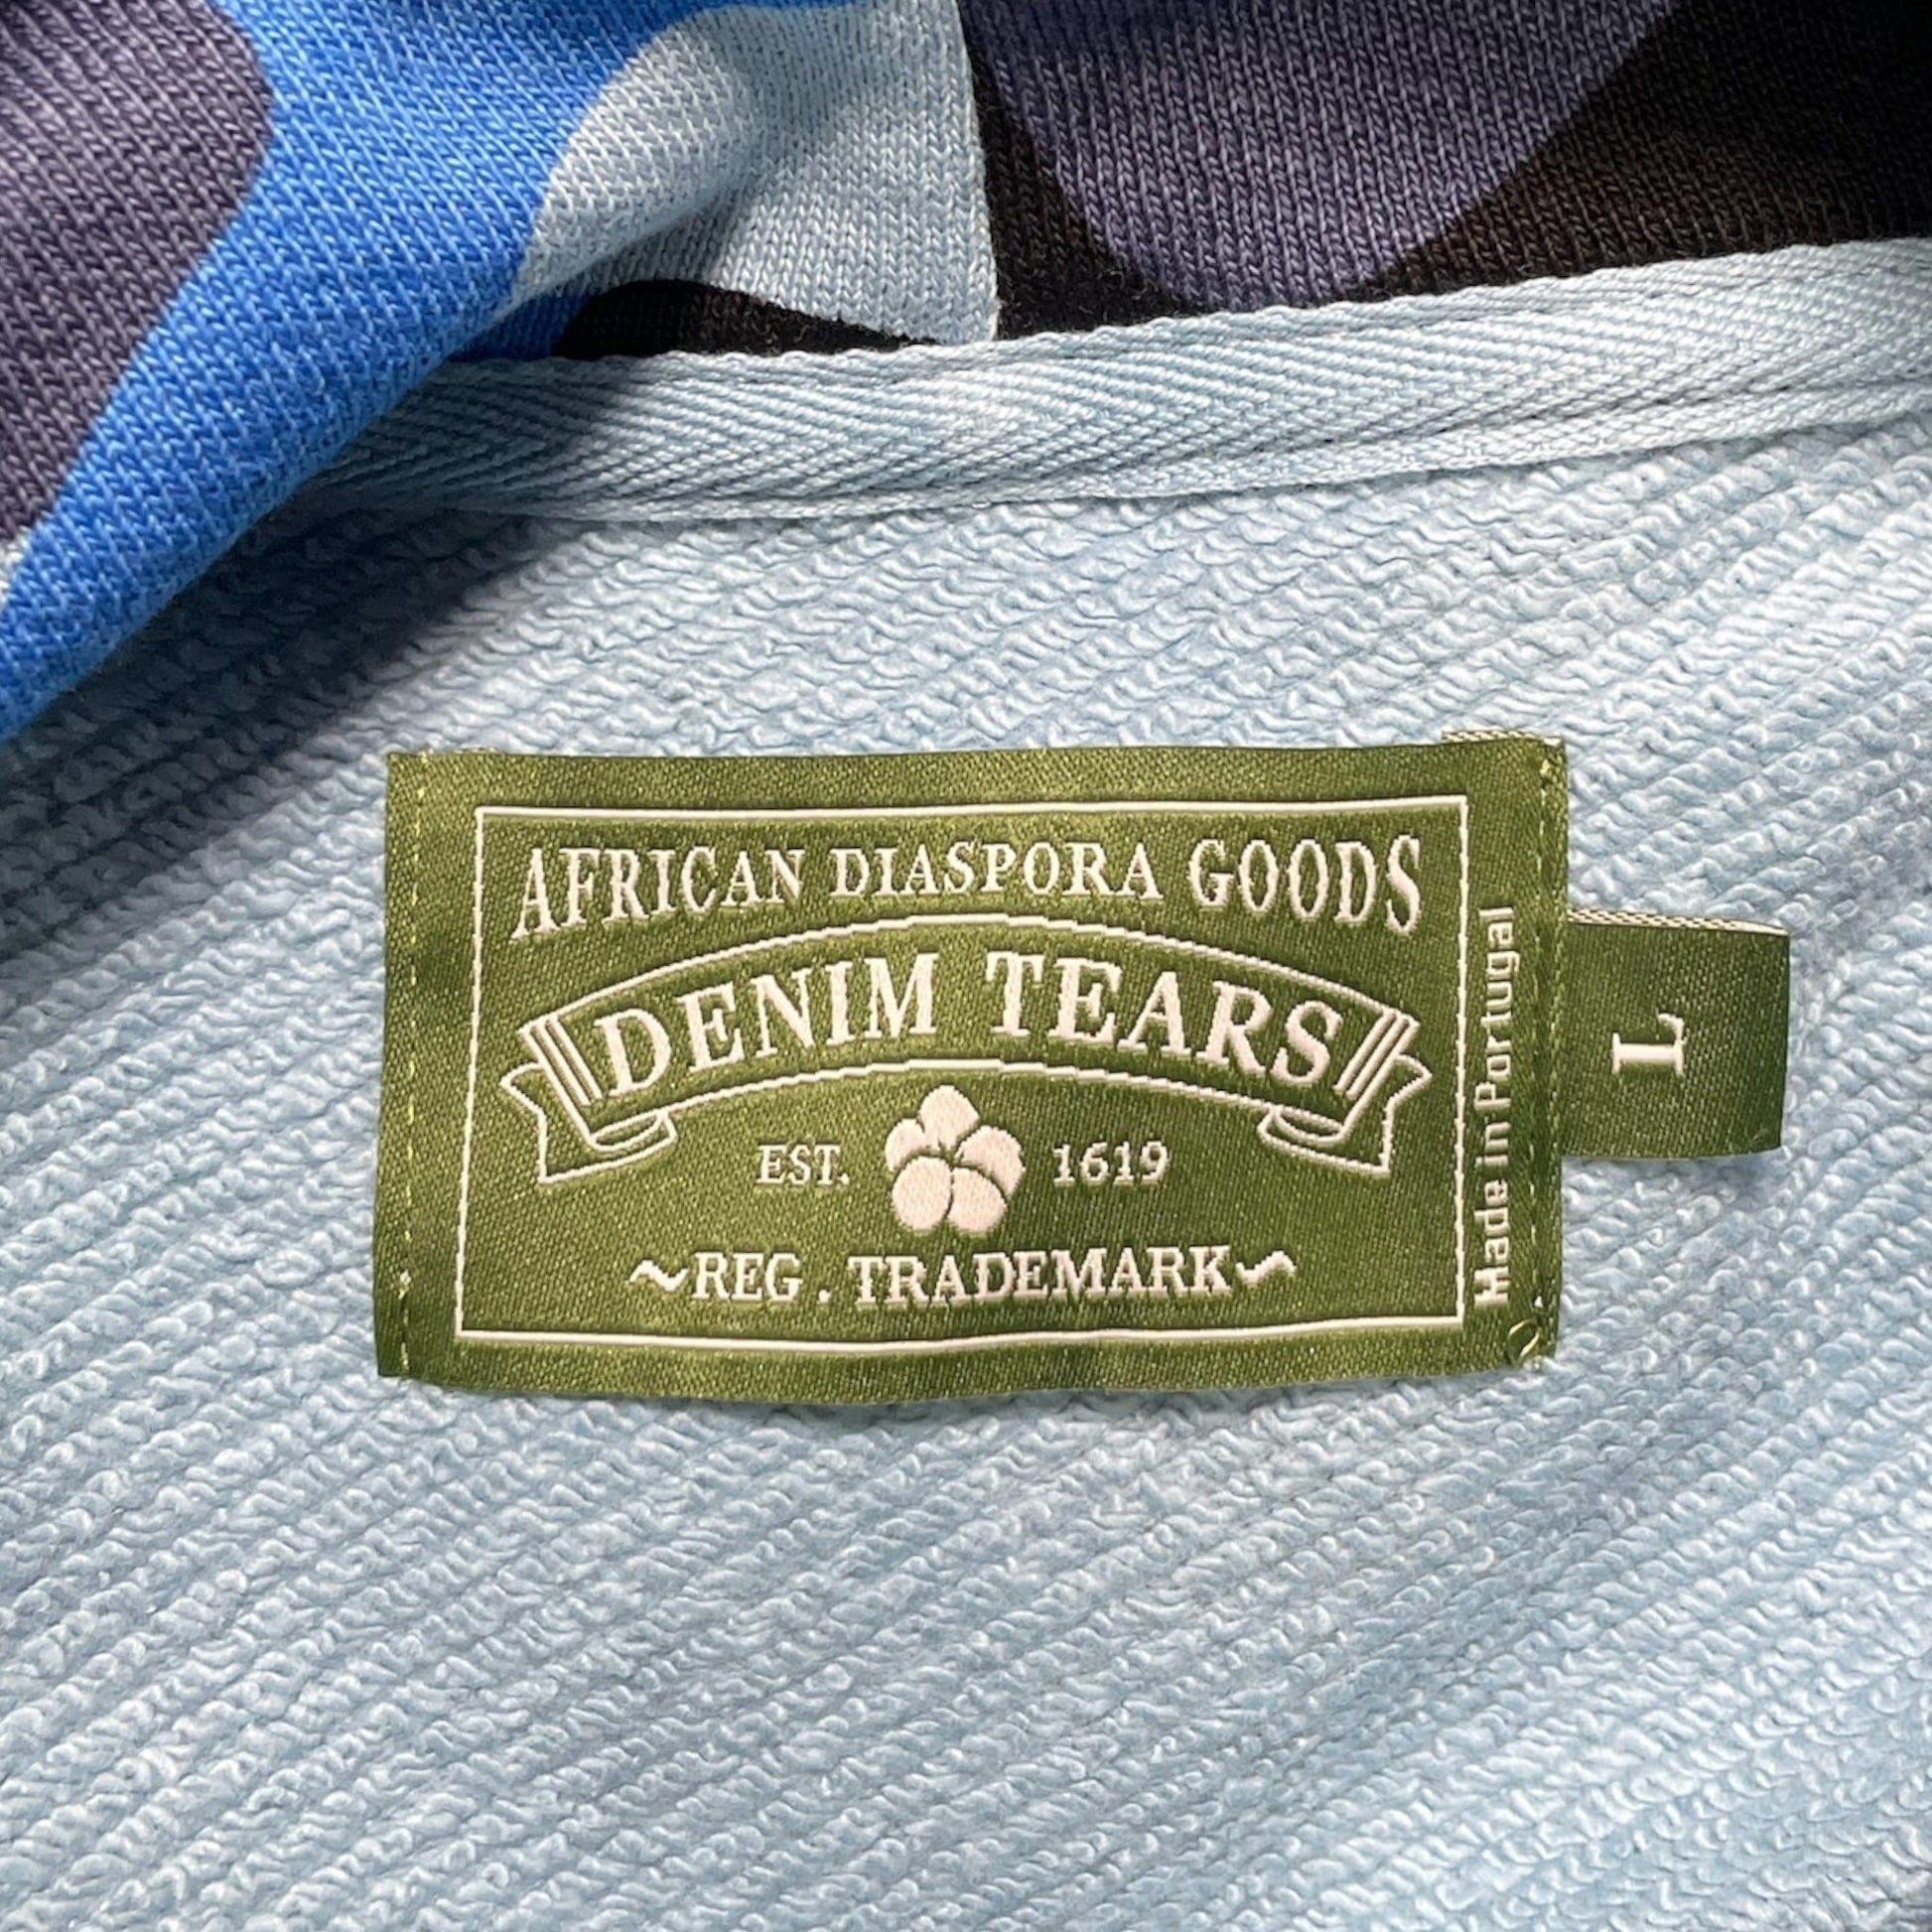 AFRICAN DIASPORA GOODS
DENIM TEARS
EST. 1619
~REG. TRADEMARK~
Made in Portugal
L